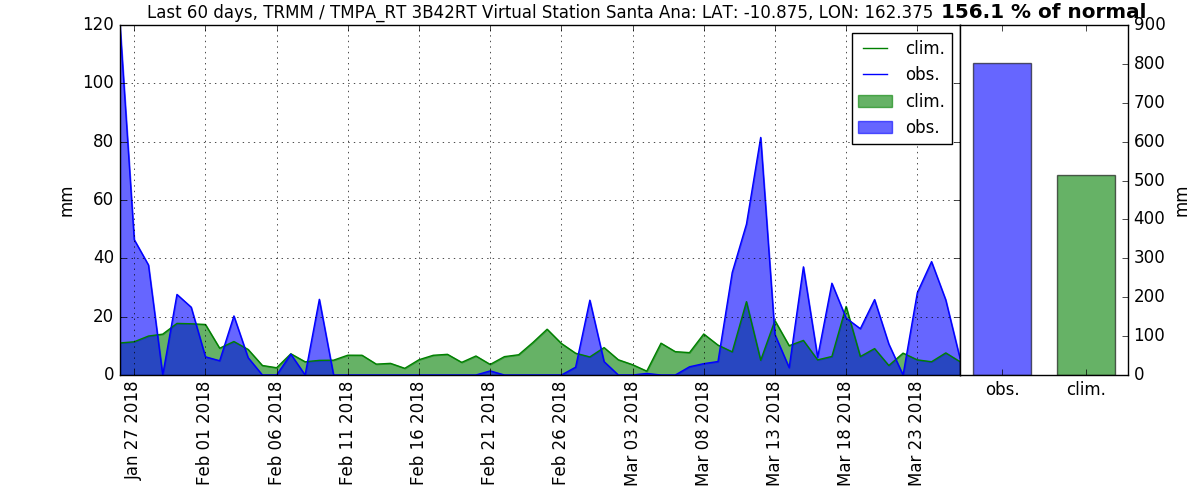 Last 60 days, TRMM / TMPA_RT 3B42RT Virtual Station Santa Ana: LAT: -10.875, LON: 162.375 156.1 % of normal
120
100
80
60
40
20
0
mm
clim.
obs.
clim.
obs.
900
800
700
600
500
400
300
200
100
0
mm
obs.
clim.
Jan 27 2018
Feb 01 2018
Feb 06 2018
Feb 11 2018
Feb 16 2018
Feb 21 2018
Feb 26 2018
Mar 03 2018
Mar 08 2018
Mar 13 2018
Mar 18 2018
Mar 23 2018